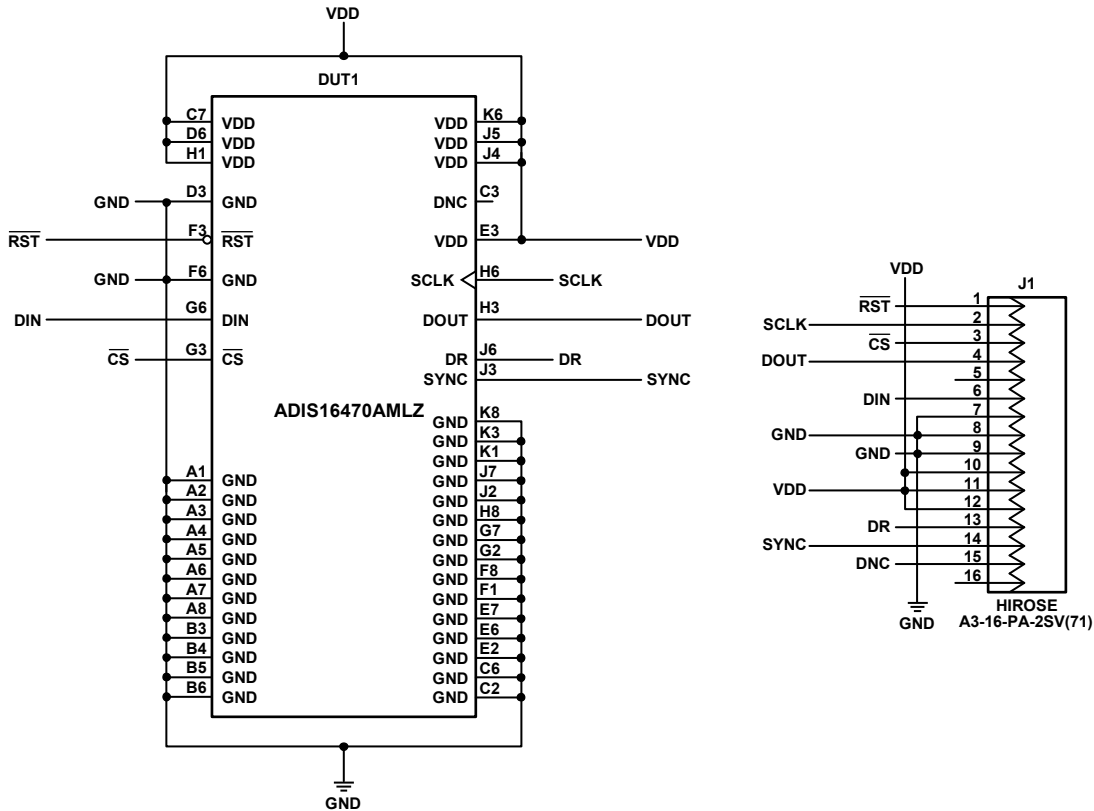 VDD
DUT1
C7 VDD
D6 VDD
H1 VDD
GND D3 GND
R̅S̅T̅ F3 R̅S̅T̅
GND F6 GND
DIN G6 DIN
C̅S̅ G3 C̅S̅
A1 GND
A2 GND
A3 GND
A4 GND
A5 GND
A6 GND
A7 GND
A8 GND
B3 GND
B4 GND
B5 GND
B6 GND
ADIS16470AMLZ
VDD K6
VDD J5
VDD J4
DNC C3
VDD E3 VDD
SCLK H6 SCLK
DOUT H3 DOUT
DR J6 DR
SYNC J3 SYNC
GND K8
GND K3
GND K1
GND J7
GND J2
GND H8
GND G7
GND G2
GND F8
GND F1
GND E7
GND E6
GND E2
GND C6
GND C2
GND
VDD
J1
R̅S̅T̅ 1
SCLK 2
C̅S̅ 3
DOUT 4
5
DIN 6
7
GND 8
GND 9
10
VDD 11
12
DR 13
SYNC 14
DNC 15
16
GND
HIROSE
A3-16-PA-2SV(71)